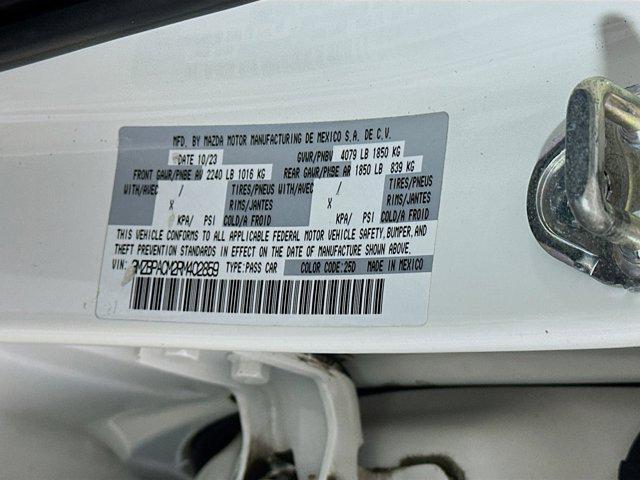 MFD. BY MAZDA MOTOR MANUFACTURING DE MEXICO S.A. DE C.V.
DATE 10/23 GVWR/PNBV 4079 LB 1850 KG
FRONT GAWR/PNBE AV 2240 LB 1016 KG REAR GAWR/PNBE AR 1850 LB 839 KG
WITH/AVEC / TIRES/PNEUS WITH/AVEC / TIRES/PNEUS
X RIMS/JANTES X RIMS/JANTES
KPA/ PSI COLD/A FROID KPA/ PSI COLD/A FROID
THIS VEHICLE CONFORMS TO ALL APPLICABLE FEDERAL MOTOR VEHICLE SAFETY, BUMPER, AND
THEFT PREVENTION STANDARDS IN EFFECT ON THE DATE OF MANUFACTURE SHOWN ABOVE.
VIN: 3MZBPACM2RM402859 TYPE:PASS CAR COLOR CODE:25D MADE IN MEXICO